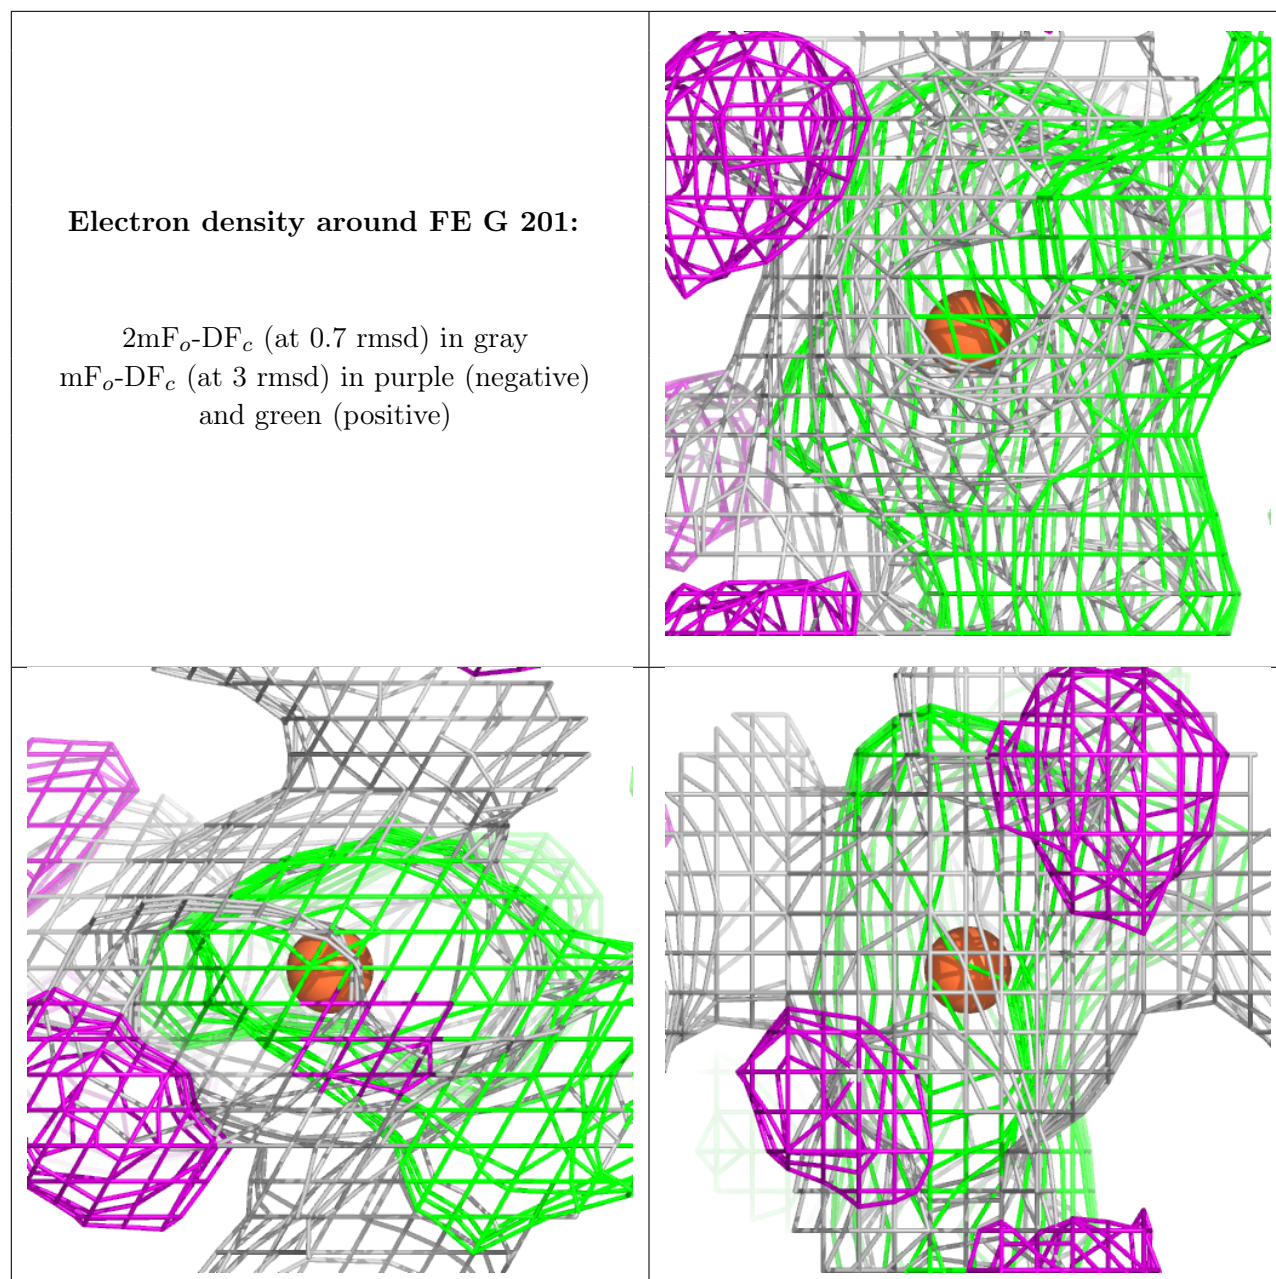 Electron density around FE G 201:
2mFo-DFc (at 0.7 rmsd) in gray
mFo-DFc (at 3 rmsd) in purple (negative)
and green (positive)